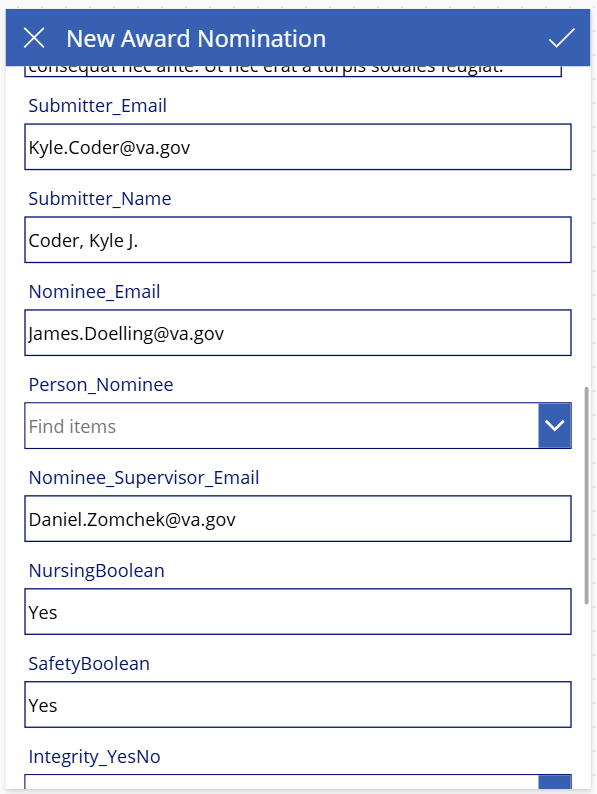 New Award Nomination
consequat nec ante. Ut nec erat a turpis sodales feugiat.
Submitter_Email
Kyle.Coder@va.gov
Submitter_Name
Coder, Kyle J.
Nominee_Email
James.Doelling@va.gov
Person_Nominee
Find items
Nominee_Supervisor_Email
Daniel.Zomchek@va.gov
NursingBoolean
Yes
SafetyBoolean
Yes
Integrity_YesNo